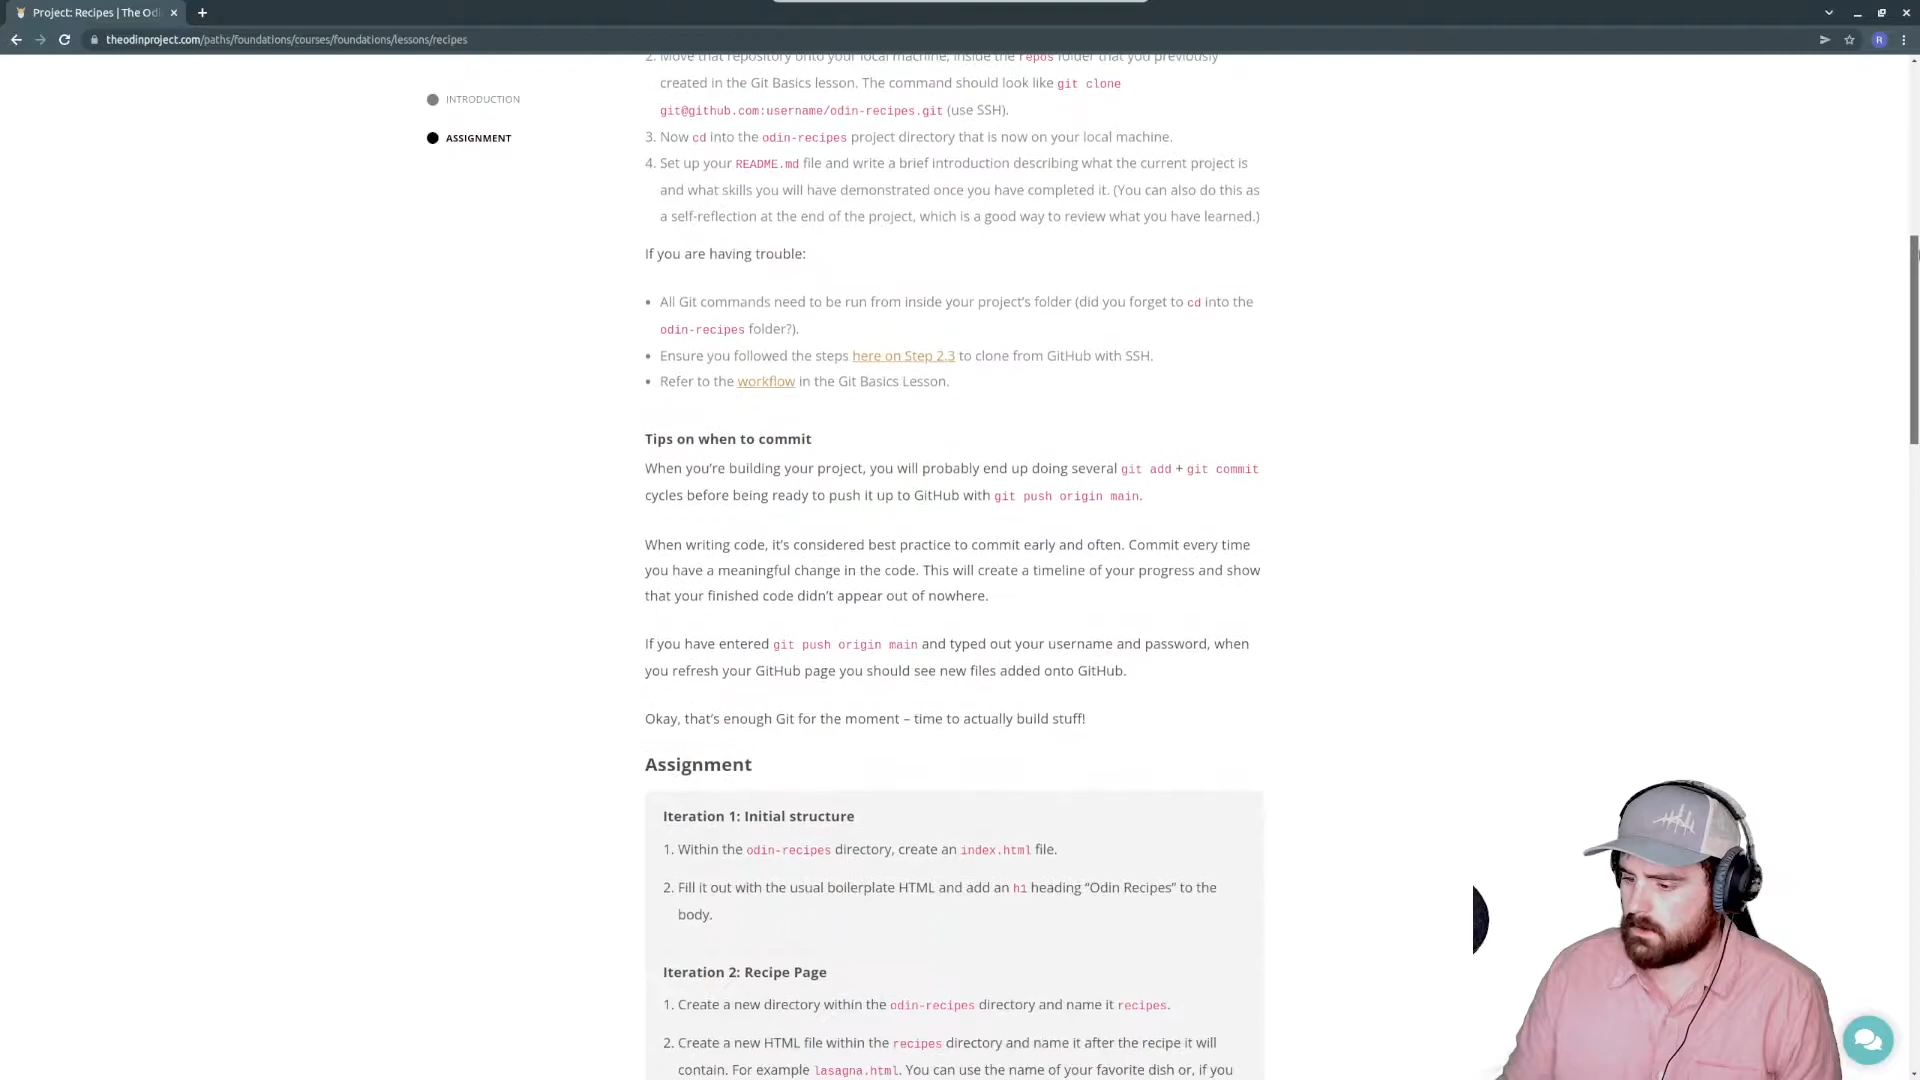 Project: Recipes | The Odi
theodinproject.com/paths/foundations/courses/foundations/lessons/recipes
R
INTRODUCTION
ASSIGNMENT
2. Move that repository onto your local machine, inside the repos folder that you previously
created in the Git Basics lesson. The command should look like git clone
git@github.com:username/odin-recipes.git (use SSH).
3. Now cd into the odin-recipes project directory that is now on your local machine.
4. Set up your README.md file and write a brief introduction describing what the current project is
and what skills you will have demonstrated once you have completed it. (You can also do this as
a self-reflection at the end of the project, which is a good way to review what you have learned.)
If you are having trouble:
• All Git commands need to be run from inside your project’s folder (did you forget to cd into the
odin-recipes folder?).
• Ensure you followed the steps here on Step 2.3 to clone from GitHub with SSH.
• Refer to the workflow in the Git Basics Lesson.
Tips on when to commit
When you’re building your project, you will probably end up doing several git add + git commit
cycles before being ready to push it up to GitHub with git push origin main.
When writing code, it’s considered best practice to commit early and often. Commit every time
you have a meaningful change in the code. This will create a timeline of your progress and show
that your finished code didn’t appear out of nowhere.
If you have entered git push origin main and typed out your username and password, when
you refresh your GitHub page you should see new files added onto GitHub.
Okay, that’s enough Git for the moment – time to actually build stuff!
Assignment
Iteration 1: Initial structure
1. Within the odin-recipes directory, create an index.html file.
2. Fill it out with the usual boilerplate HTML and add an h1 heading “Odin Recipes” to the
body.
Iteration 2: Recipe Page
1. Create a new directory within the odin-recipes directory and name it recipes.
2. Create a new HTML file within the recipes directory and name it after the recipe it will
contain. For example lasagna.html. You can use the name of your favorite dish or, if you